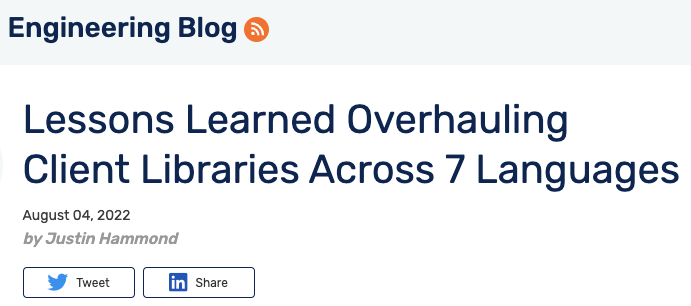 Engineering Blog
Lessons Learned Overhauling
Client Libraries Across 7 Languages
August 04, 2022
by Justin Hammond
Tweet Share